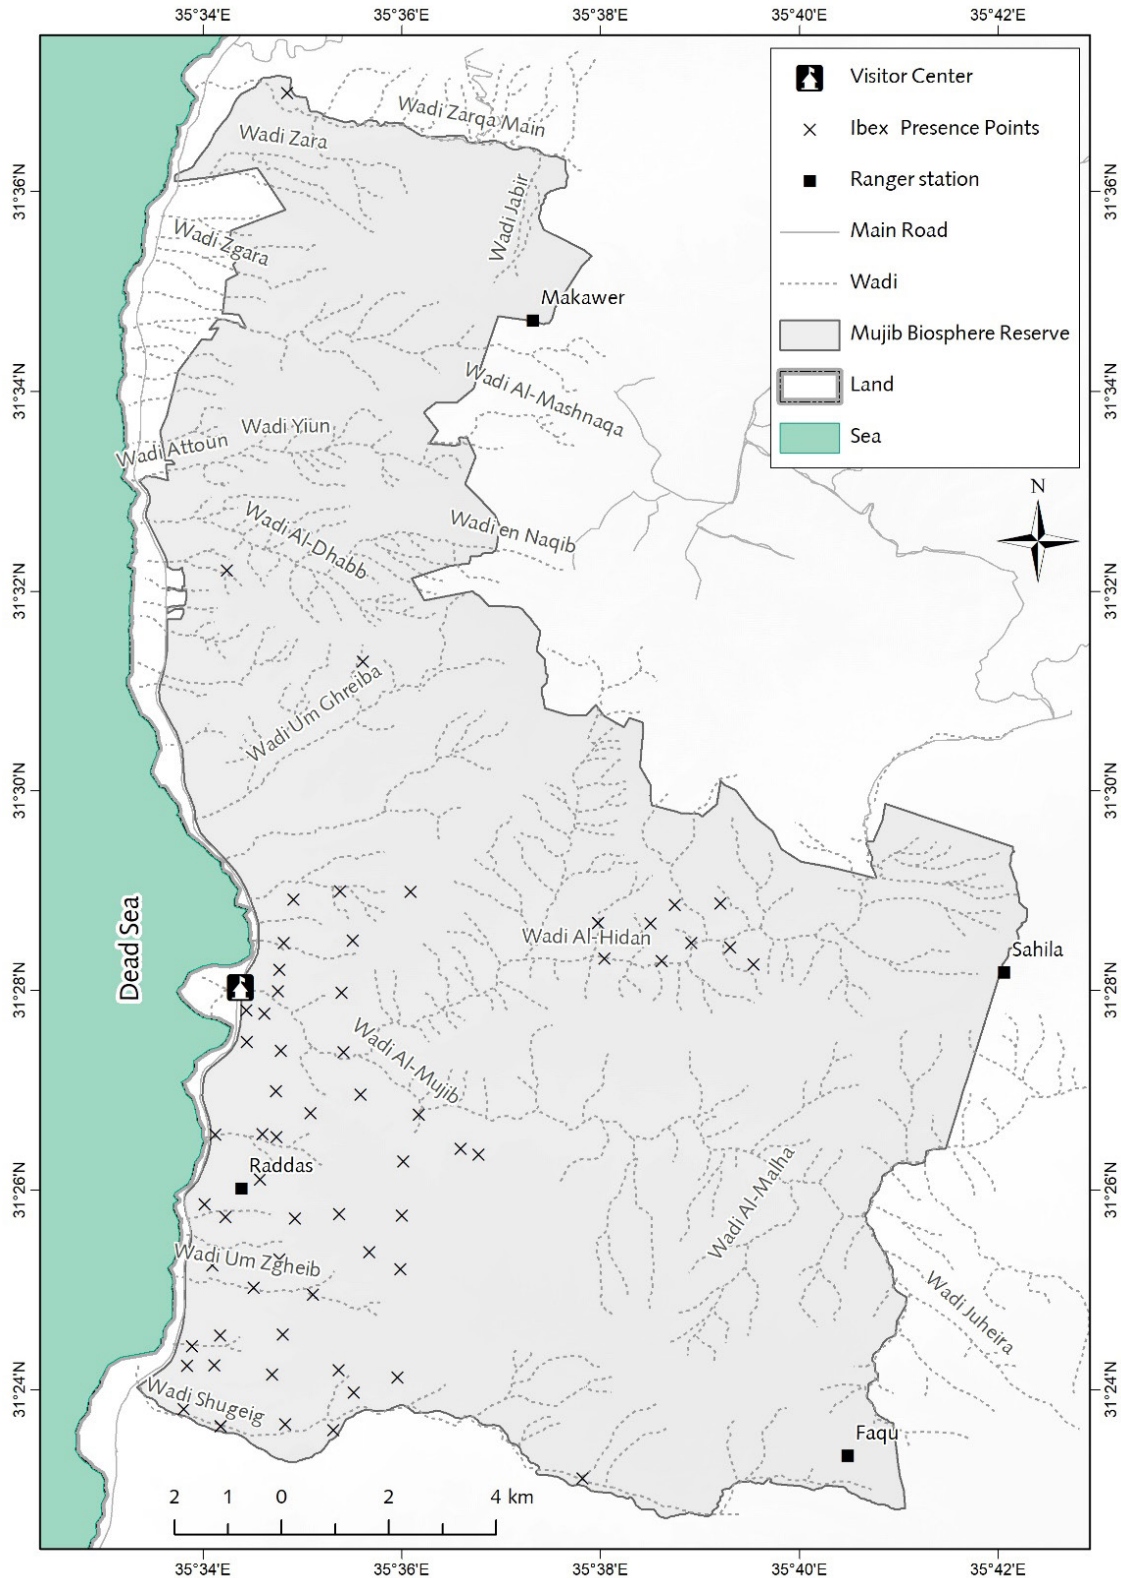 35°34'E 35°36'E 35°38'E 35°40'E 35°42'E
Visitor Center
Ibex Presence Points
Ranger station
Main Road
Wadi
Mujib Biosphere Reserve
Land
Sea
N
Wadi Zarqa Main
Wadi Zara
31°36'N
31°36'N
Wadi Jabir
Wadi Zgara
Makawer
Wadi Al-Mashnaqa
31°34'N
31°34'N
Wadi Yiun
Wadi Attoun
Wadi Al-Dhabb
Wadi en Naqib
31°32'N
31°32'N
Wadi Um Ghreiba
31°30'N
31°30'N
Dead Sea
Wadi Al-Hidan
Sahila
31°28'N
31°28'N
Wadi Al-Mujib
Raddas
Wadi Al-Malha
31°26'N
31°26'N
Wadi Um Zgheib
Wadi Juheira
31°24'N
31°24'N
Wadi Shugeig
Faqu
2 1 0 2 4 km
35°34'E 35°36'E 35°38'E 35°40'E 35°42'E